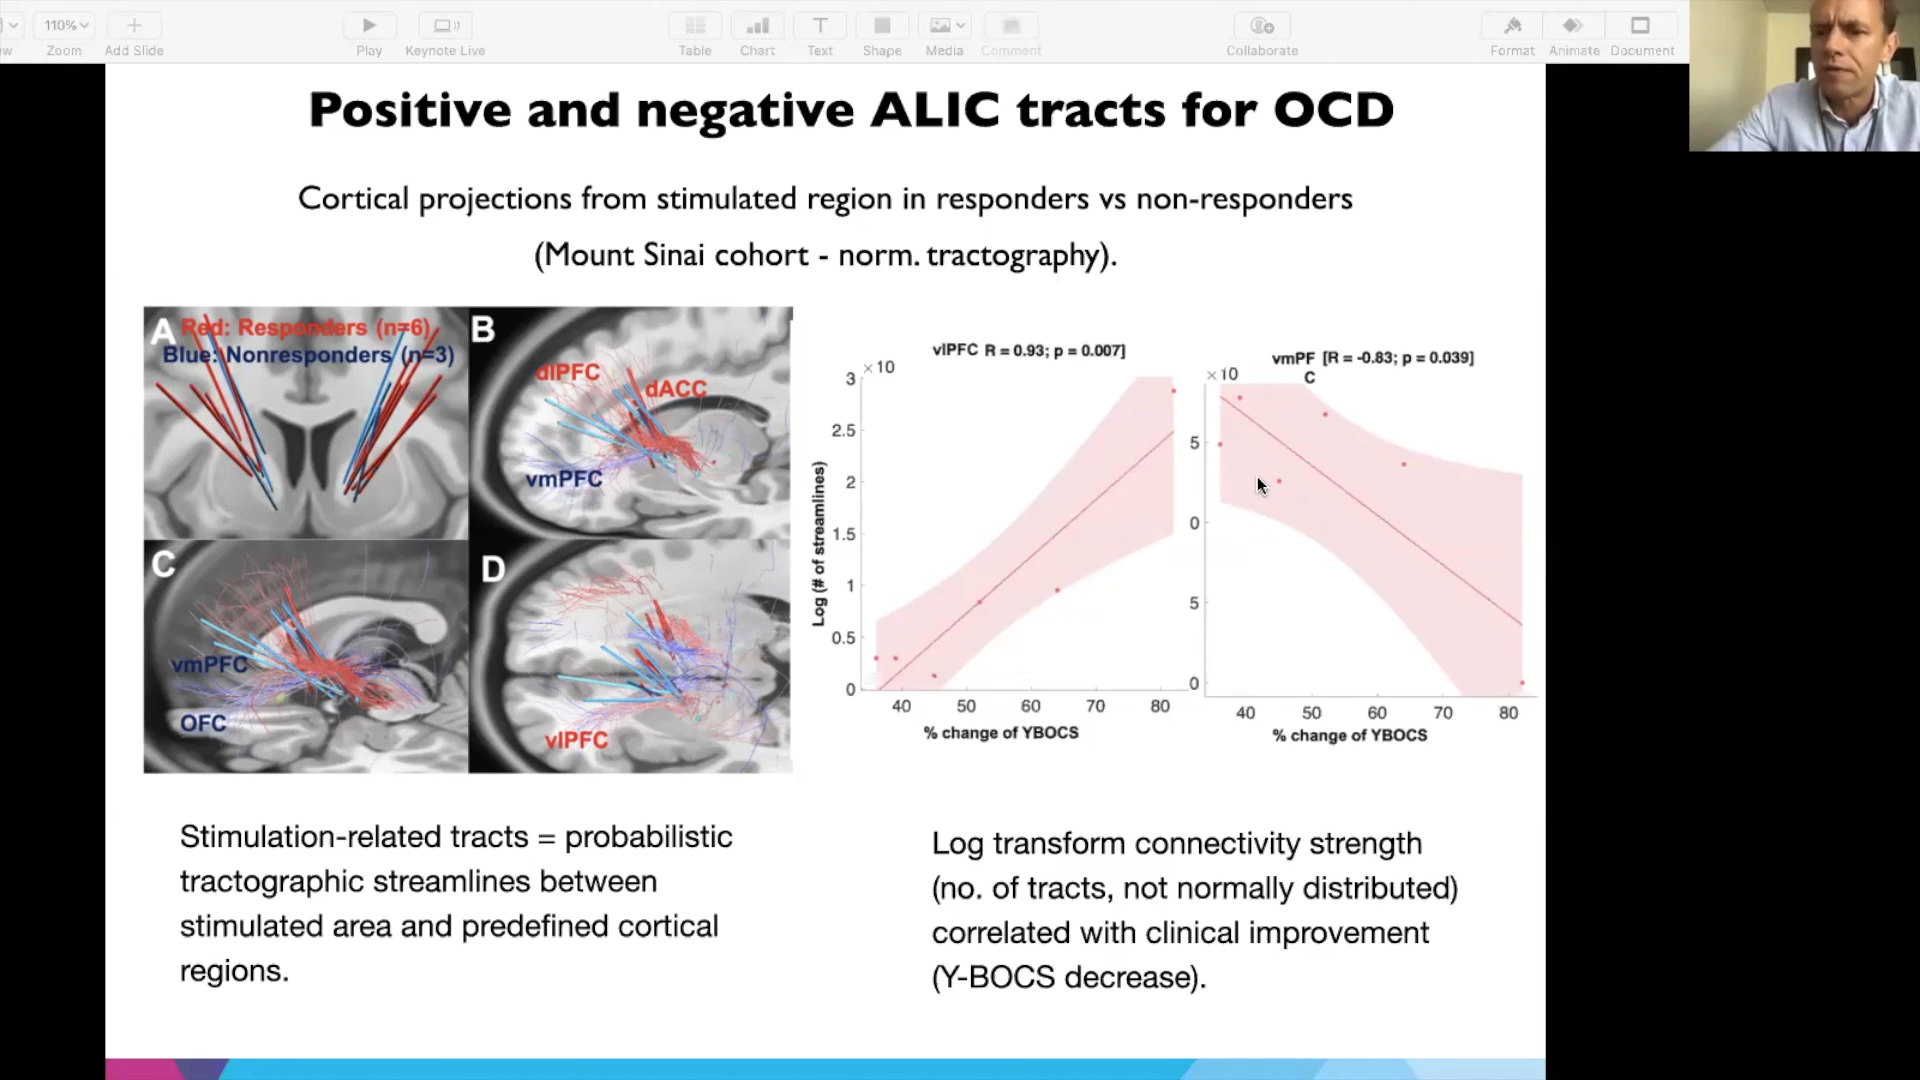 110%
Zoom
Add Slide
Play
Keynote Live
Table
Chart
Text
Shape
Media
Comment
Collaborate
Format
Animate
Document
Positive and negative ALIC tracts for OCD
Cortical projections from stimulated region in responders vs non-responders
(Mount Sinai cohort - norm. tractography).
A
Red: Responders (n=6)
Blue: Nonresponders (n=3)
B
dlPFC
dACC
vmPFC
C
vmPFC
OFC
D
vlPFC
vlPFC R = 0.93; p = 0.007]
×10
3
2.5
2
1.5
1
0.5
0
Log (# of streamlines)
40 50 60 70 80
% change of YBOCS
vmPF [R = -0.83; p = 0.039]
C
×10
5
0
5
0
40 50 60 70 80
% change of YBOCS
Stimulation-related tracts = probabilistic
tractographic streamlines between
stimulated area and predefined cortical
regions.
Log transform connectivity strength
(no. of tracts, not normally distributed)
correlated with clinical improvement
(Y-BOCS decrease).